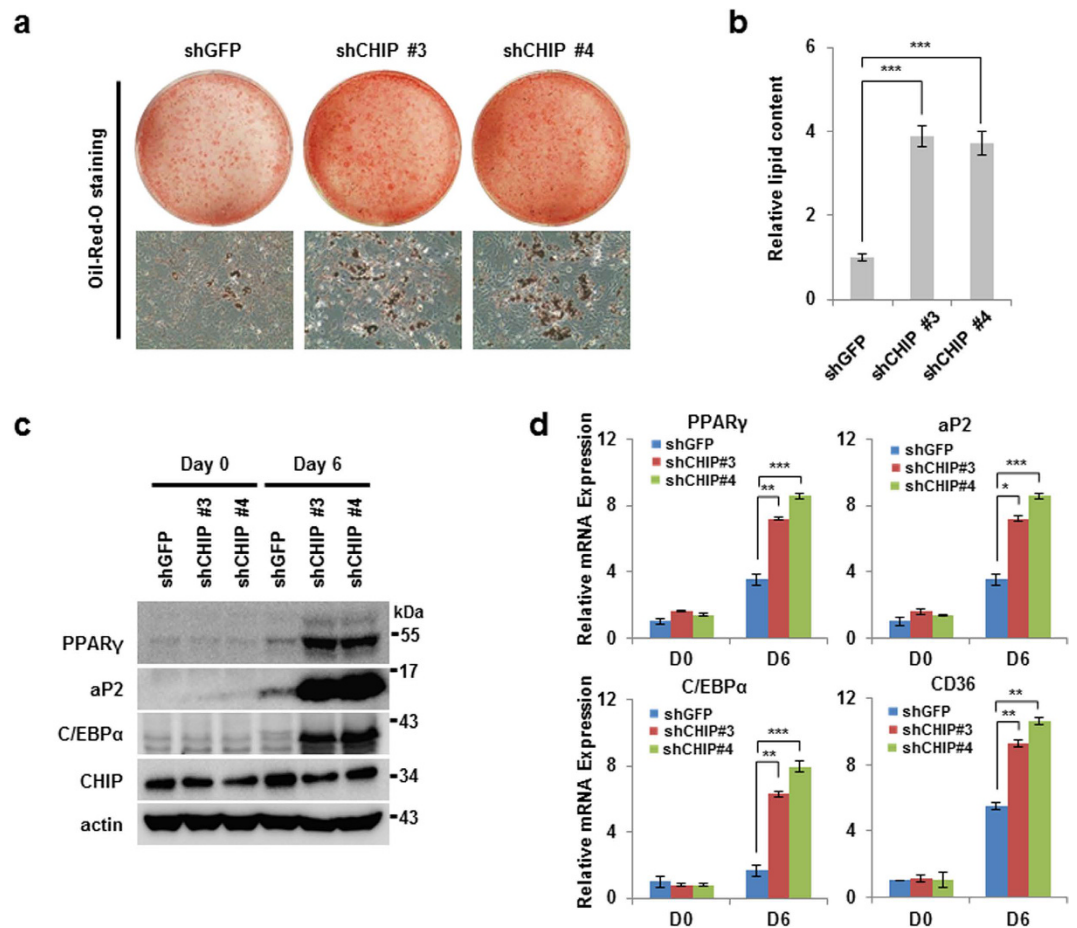 a
shGFP shCHIP #3 shCHIP #4
Oil-Red-O staining
b
Relative lipid content
6
4
2
0
***
***
shGFP
shCHIP #3
shCHIP #4
c
Day 0 Day 6
shGFP
shCHIP #3
shCHIP #4
shGFP
shCHIP #3
shCHIP #4
kDa
PPARγ 55
17
aP2
C/EBPα 43
CHIP 34
actin 43
d
PPARγ
Relative mRNA Expression
12
8
4
0
shGFP
shCHIP#3
shCHIP#4
***
**
D0 D6
aP2
12
8
4
0
shGFP
shCHIP#3
shCHIP#4
***
*
D0 D6
C/EBPα
Relative mRNA Expression
12
8
4
0
shGFP
shCHIP#3
shCHIP#4
***
**
D0 D6
CD36
12
8
4
0
shGFP
shCHIP#3
shCHIP#4
**
**
D0 D6